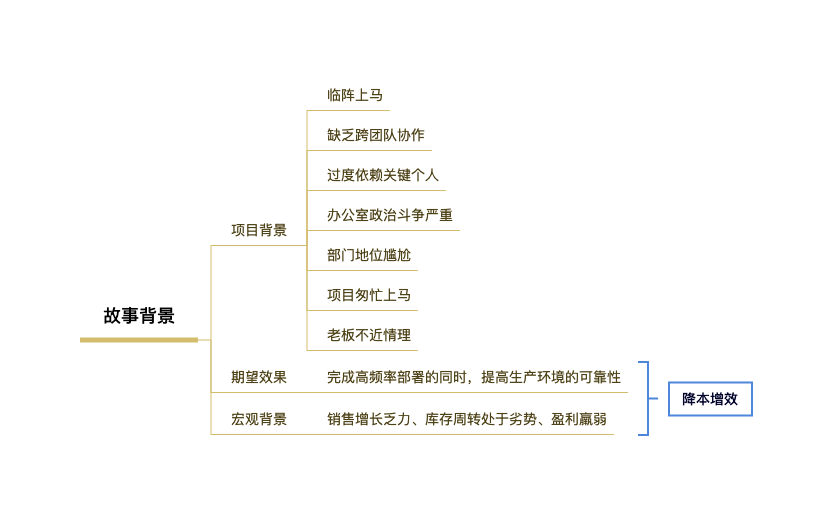 故事背景
项目背景
临阵上马
缺乏跨团队协作
过度依赖关键个人
办公室政治斗争严重
部门地位尴尬
项目匆忙上马
老板不近情理
期望效果
完成高频率部署的同时，提高生产环境的可靠性
宏观背景
销售增长乏力、库存周转处于劣势、盈利羸弱
降本增效